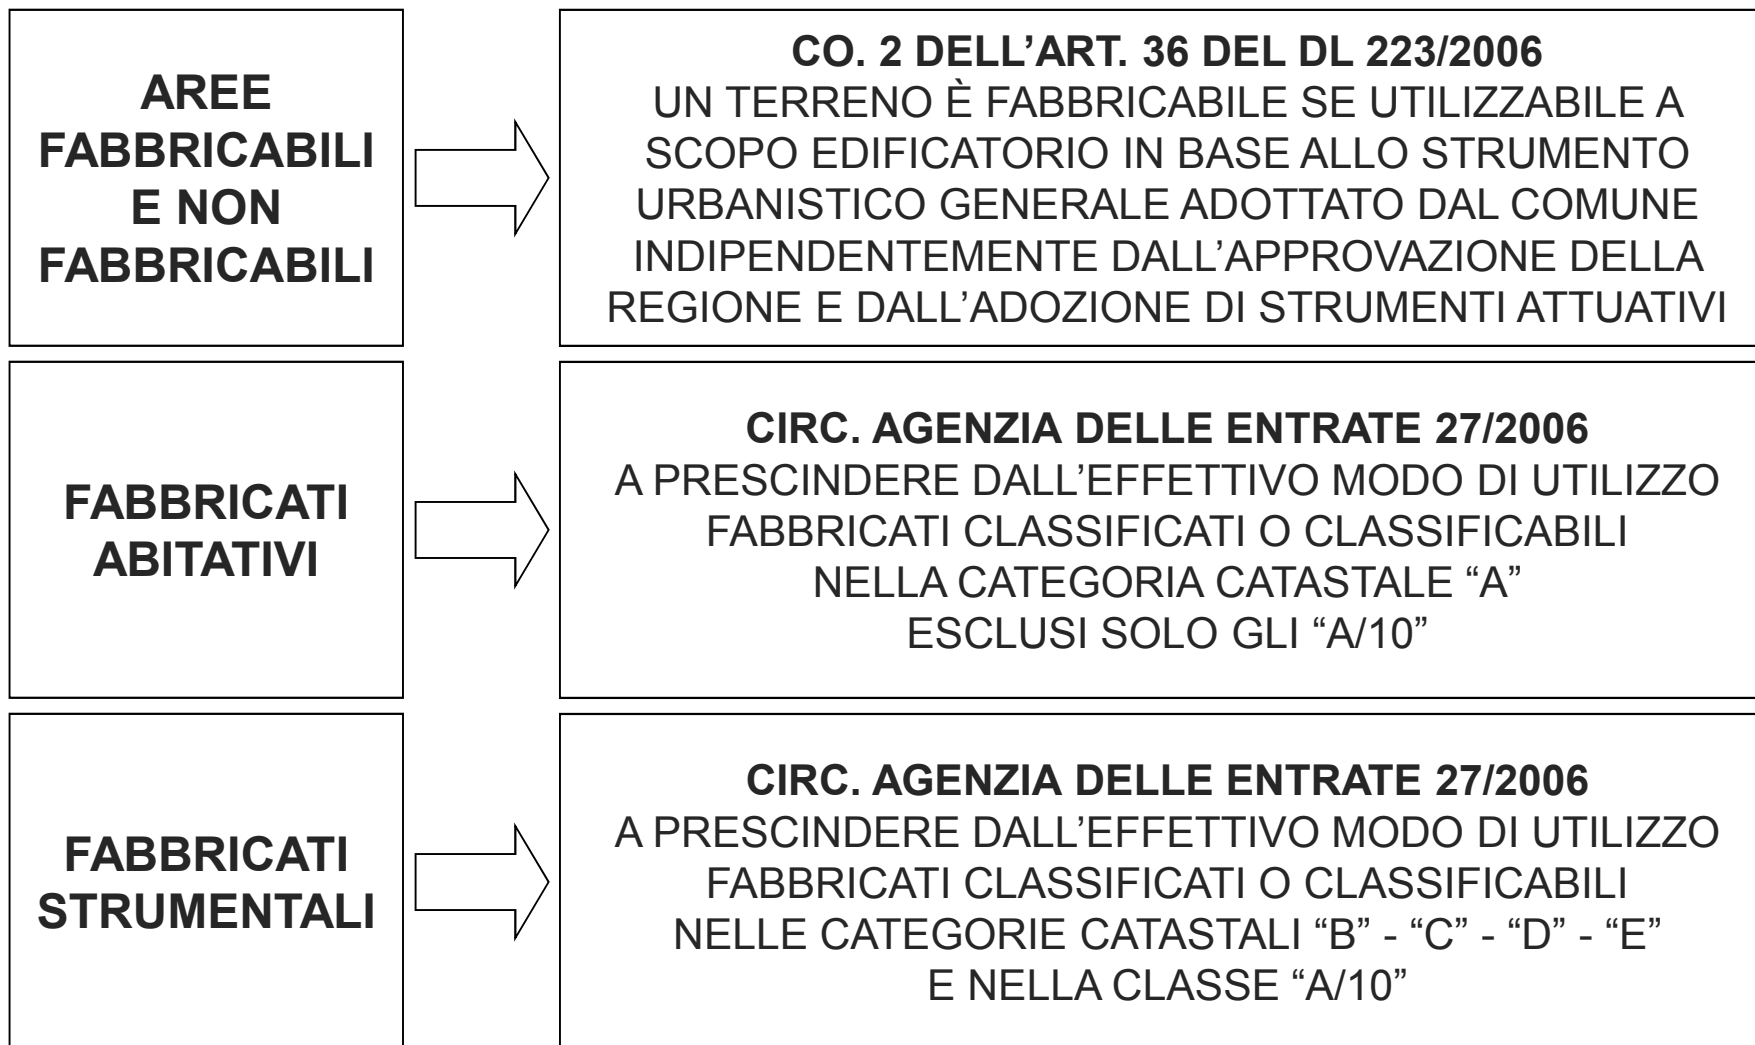 AREE
FABBRICABILI
E NON
FABBRICABILI
CO. 2 DELL’ART. 36 DEL DL 223/2006
UN TERRENO È FABBRICABILE SE UTILIZZABILE A
SCOPO EDIFICATORIO IN BASE ALLO STRUMENTO
URBANISTICO GENERALE ADOTTATO DAL COMUNE
INDIPENDENTEMENTE DALL’APPROVAZIONE DELLA
REGIONE E DALL’ADOZIONE DI STRUMENTI ATTUATIVI
FABBRICATI
ABITATIVI
CIRC. AGENZIA DELLE ENTRATE 27/2006
A PRESCINDERE DALL’EFFETTIVO MODO DI UTILIZZO
FABBRICATI CLASSIFICATI O CLASSIFICABILI
NELLA CATEGORIA CATASTALE “A”
ESCLUSI SOLO GLI “A/10”
FABBRICATI
STRUMENTALI
CIRC. AGENZIA DELLE ENTRATE 27/2006
A PRESCINDERE DALL’EFFETTIVO MODO DI UTILIZZO
FABBRICATI CLASSIFICATI O CLASSIFICABILI
NELLE CATEGORIE CATASTALI “B” - “C” - “D” - “E”
E NELLA CLASSE “A/10”